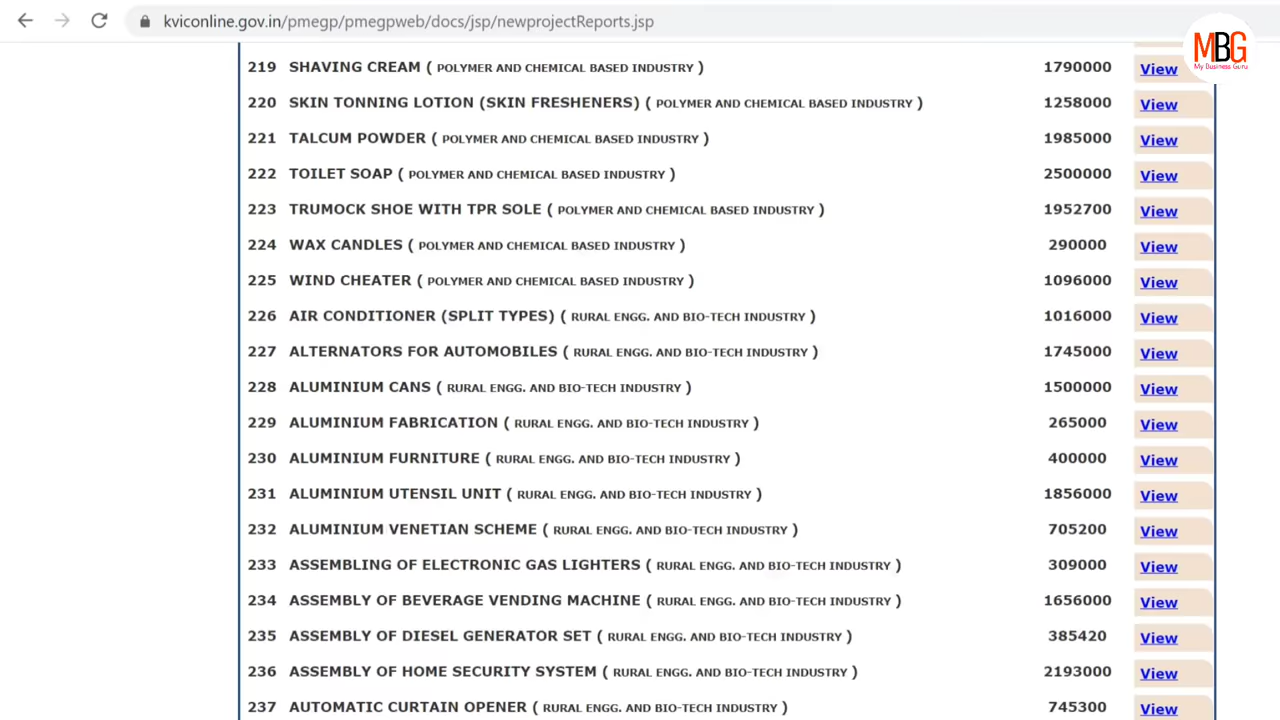 kviconline.gov.in/pmegp/pmegpweb/docs/jsp/newprojectReports.jsp
MBG
My Business Guru
219 SHAVING CREAM ( POLYMER AND CHEMICAL BASED INDUSTRY ) 1790000 View
220 SKIN TONNING LOTION (SKIN FRESHENERS) ( POLYMER AND CHEMICAL BASED INDUSTRY ) 1258000 View
221 TALCUM POWDER ( POLYMER AND CHEMICAL BASED INDUSTRY ) 1985000 View
222 TOILET SOAP ( POLYMER AND CHEMICAL BASED INDUSTRY ) 2500000 View
223 TRUMOCK SHOE WITH TPR SOLE ( POLYMER AND CHEMICAL BASED INDUSTRY ) 1952700 View
224 WAX CANDLES ( POLYMER AND CHEMICAL BASED INDUSTRY ) 290000 View
225 WIND CHEATER ( POLYMER AND CHEMICAL BASED INDUSTRY ) 1096000 View
226 AIR CONDITIONER (SPLIT TYPES) ( RURAL ENGG. AND BIO-TECH INDUSTRY ) 1016000 View
227 ALTERNATORS FOR AUTOMOBILES ( RURAL ENGG. AND BIO-TECH INDUSTRY ) 1745000 View
228 ALUMINIUM CANS ( RURAL ENGG. AND BIO-TECH INDUSTRY ) 1500000 View
229 ALUMINIUM FABRICATION ( RURAL ENGG. AND BIO-TECH INDUSTRY ) 265000 View
230 ALUMINIUM FURNITURE ( RURAL ENGG. AND BIO-TECH INDUSTRY ) 400000 View
231 ALUMINIUM UTENSIL UNIT ( RURAL ENGG. AND BIO-TECH INDUSTRY ) 1856000 View
232 ALUMINIUM VENETIAN SCHEME ( RURAL ENGG. AND BIO-TECH INDUSTRY ) 705200 View
233 ASSEMBLING OF ELECTRONIC GAS LIGHTERS ( RURAL ENGG. AND BIO-TECH INDUSTRY ) 309000 View
234 ASSEMBLY OF BEVERAGE VENDING MACHINE ( RURAL ENGG. AND BIO-TECH INDUSTRY ) 1656000 View
235 ASSEMBLY OF DIESEL GENERATOR SET ( RURAL ENGG. AND BIO-TECH INDUSTRY ) 385420 View
236 ASSEMBLY OF HOME SECURITY SYSTEM ( RURAL ENGG. AND BIO-TECH INDUSTRY ) 2193000 View
237 AUTOMATIC CURTAIN OPENER ( RURAL ENGG. AND BIO-TECH INDUSTRY ) 745300 View